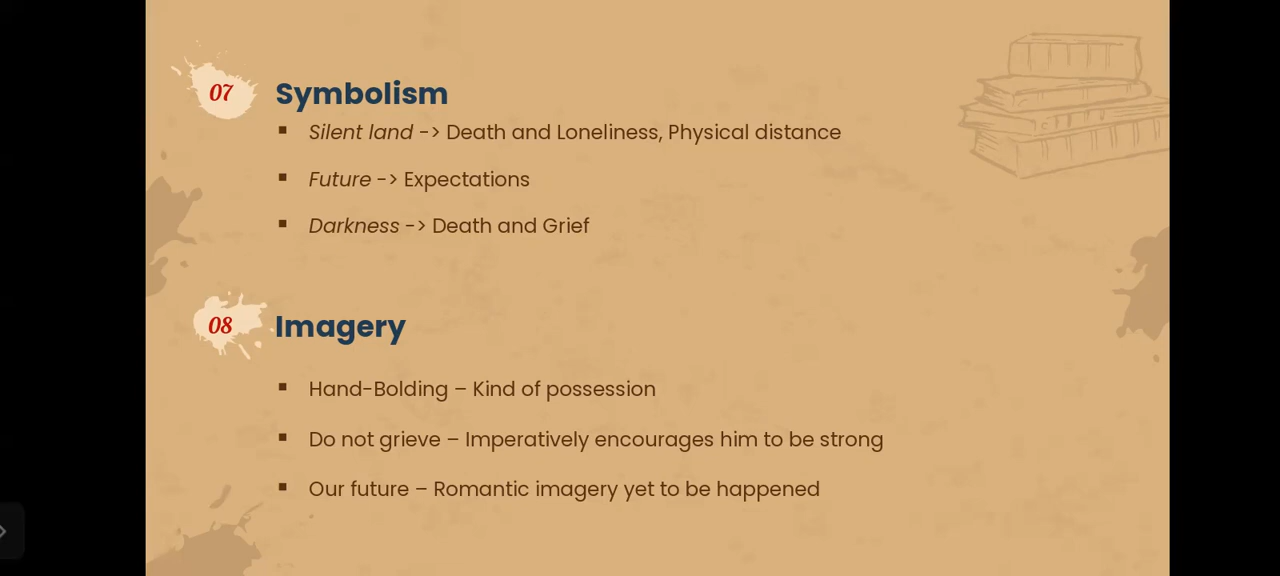 07
Symbolism
▪ Silent land -> Death and Loneliness, Physical distance
▪ Future -> Expectations
▪ Darkness -> Death and Grief
08
Imagery
▪ Hand-Bolding – Kind of possession
▪ Do not grieve – Imperatively encourages him to be strong
▪ Our future – Romantic imagery yet to be happened